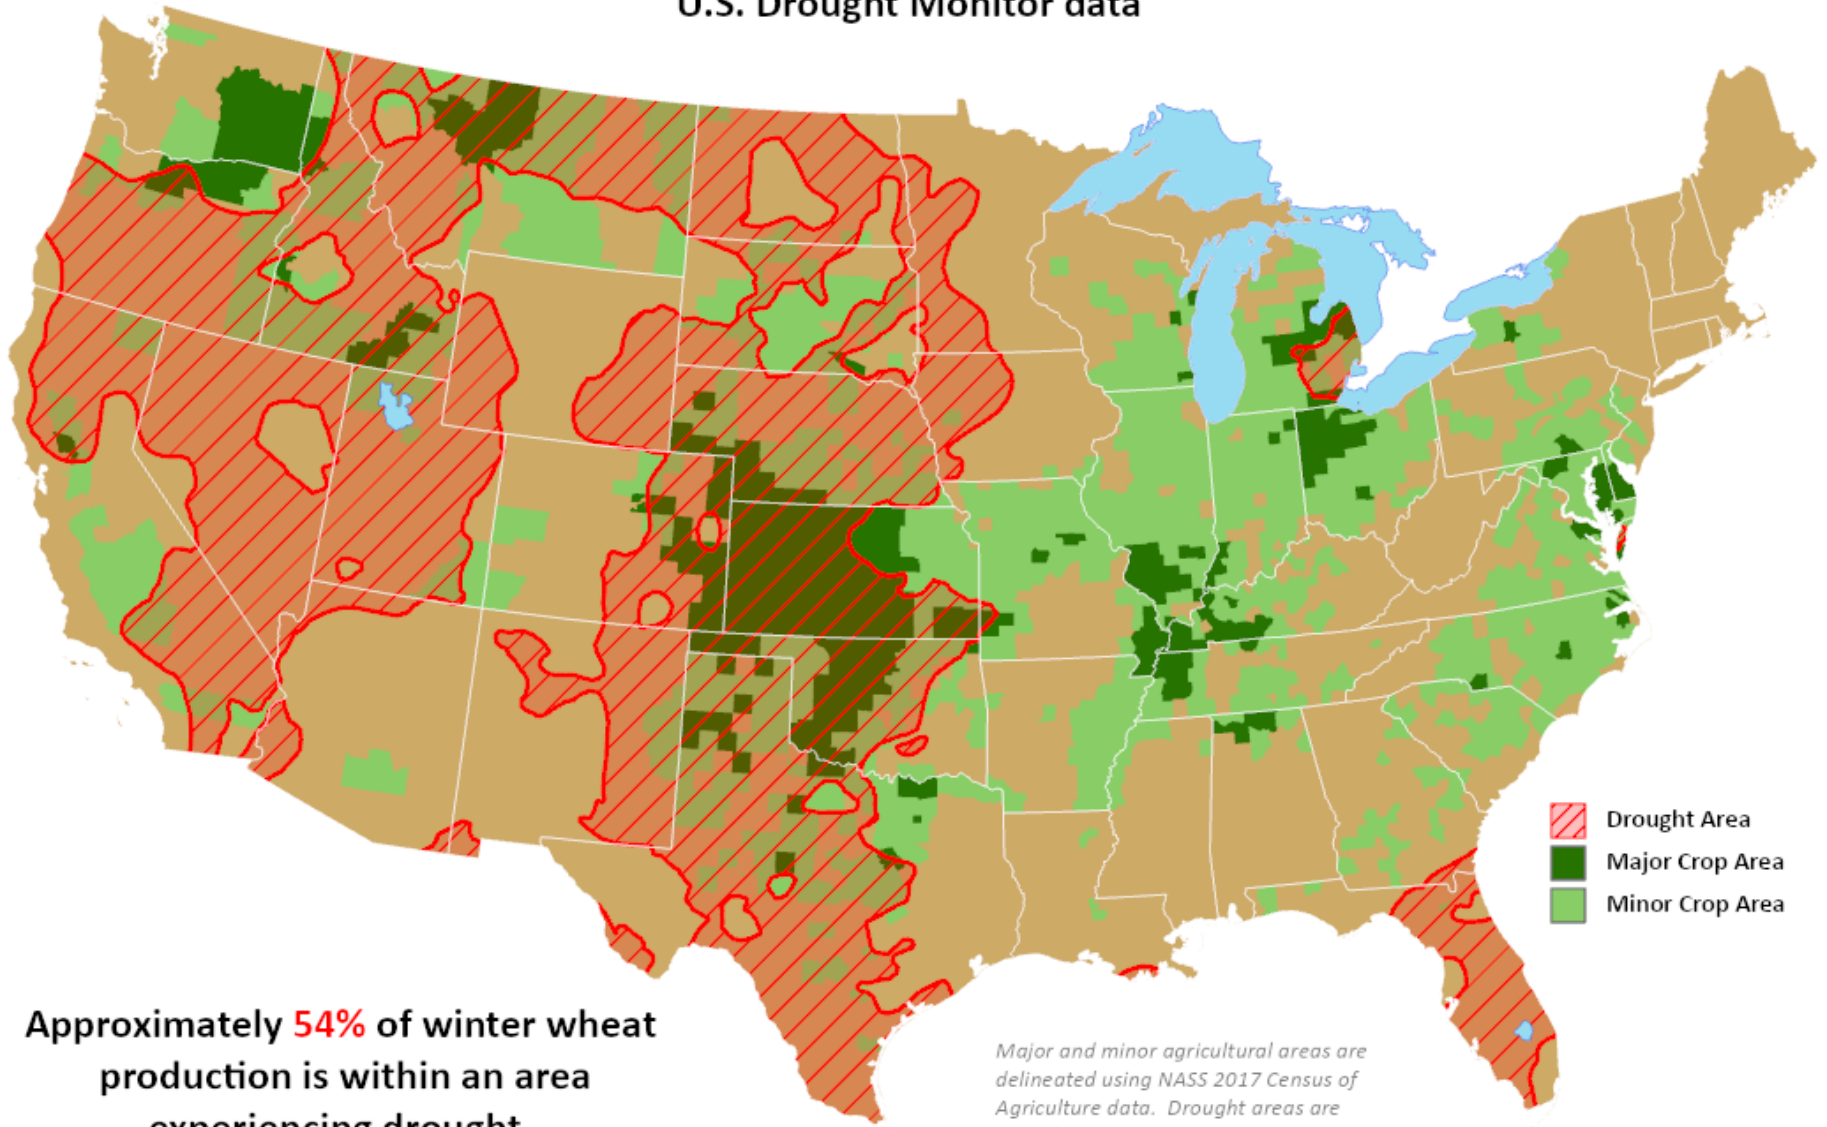 U.S. Drought Monitor data
Drought Area
Major Crop Area
Minor Crop Area
Approximately 54% of winter wheat
production is within an area
experiencing drought
Major and minor agricultural areas are
delineated using NASS 2017 Census of
Agriculture data. Drought areas are